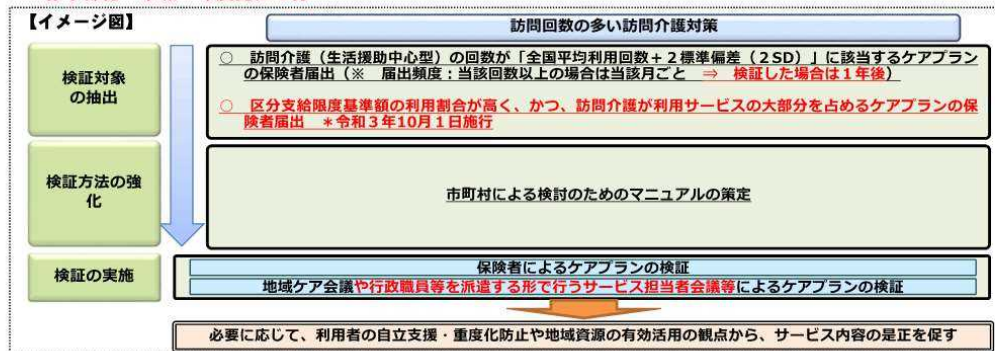 【イメージ図】
訪問回数の多い訪問介護対策
検証対象
の抽出
○ 訪問介護（生活援助中心型）の回数が「全国平均利用回数＋２標準偏差（２SD）」に該当するケアプラン
の保険者届出（※ 届出頻度：当該回数以上の場合は当該月ごと ⇒ 検証した場合は１年後）
○ 区分支給限度基準額の利用割合が高く、かつ、訪問介護が利用サービスの大部分を占めるケアプランの保
険者届出 ＊令和３年10月１日施行
検証方法の強
化
市町村による検討のためのマニュアルの策定
検証の実施
保険者によるケアプランの検証
地域ケア会議や行政職員等を派遣する形で行うサービス担当者会議等によるケアプランの検証
必要に応じて、利用者の自立支援・重度化防止や地域資源の有効活用の観点から、サービス内容の是正を促す